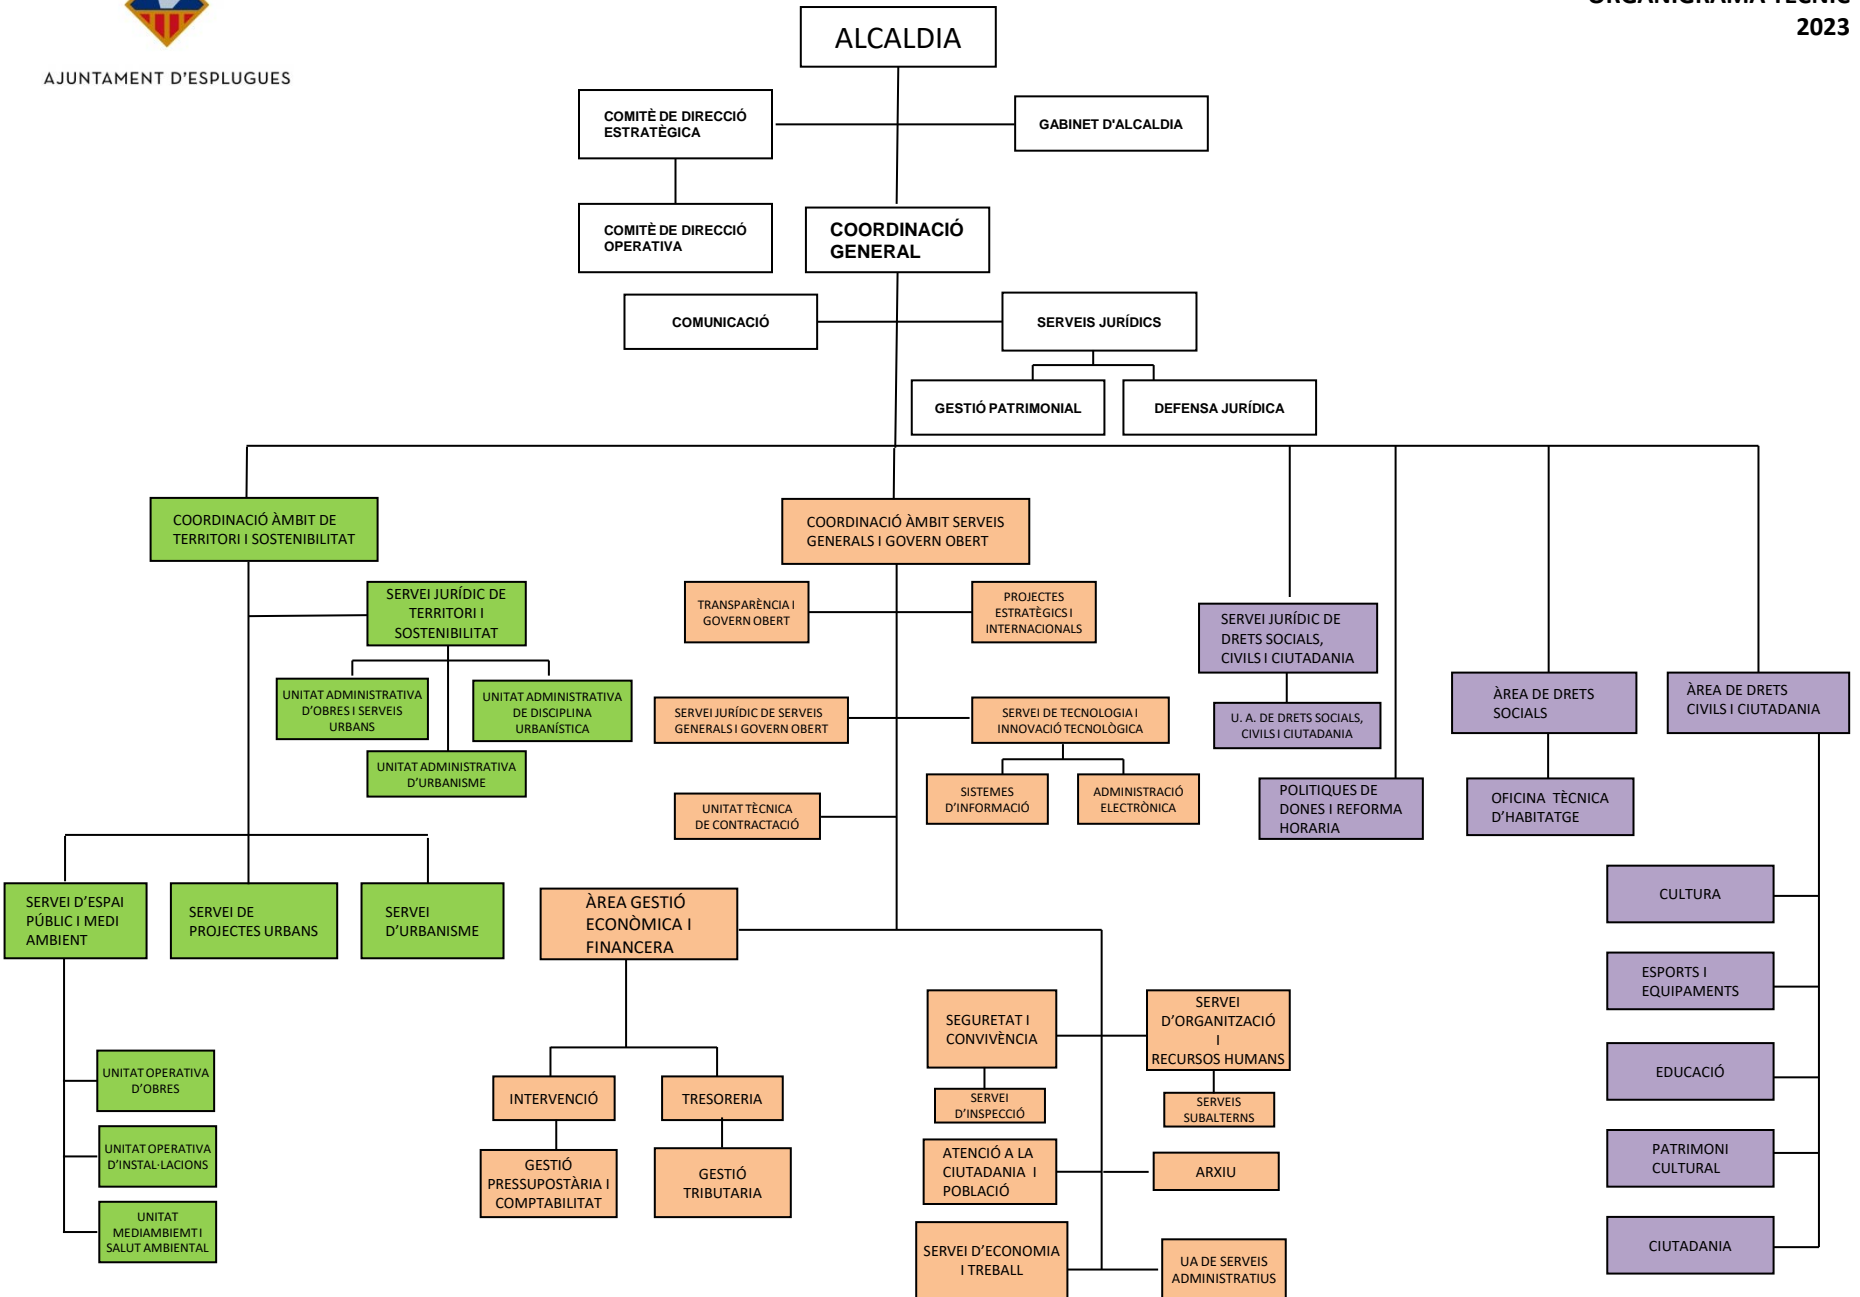 ORGANIGRAMA TÈCNIC
2023
AJUNTAMENT D'ESPLUGUES
ALCALDIA
COMITÈ DE DIRECCIÓ
ESTRATÈGICA
GABINET D'ALCALDIA
COMITÈ DE DIRECCIÓ
OPERATIVA
COORDINACIÓ
GENERAL
COMUNICACIÓ
SERVEIS JURÍDICS
GESTIÓ PATRIMONIAL
DEFENSA JURÍDICA
COORDINACIÓ ÀMBIT DE
TERRITORI I SOSTENIBILITAT
COORDINACIÓ ÀMBIT SERVEIS
GENERALS I GOVERN OBERT
SERVEI JURÍDIC DE
TERRITORI I
SOSTENIBILITAT
UNITAT ADMINISTRATIVA
D'OBRES I SERVEIS
URBANS
UNITAT ADMINISTRATIVA
DE DISCIPLINA
URBANÍSTICA
UNITAT ADMINISTRATIVA
D'URBANISME
TRANSPARÈNCIA I
GOVERN OBERT
PROJECTES
ESTRATÈGICS I
INTERNACIONALS
SERVEI JURÍDIC DE SERVEIS
GENERALS I GOVERN OBERT
SERVEI DE TECNOLOGIA I
INNOVACIÓ TECNOLÒGICA
SISTEMES
D'INFORMACIÓ
ADMINISTRACIÓ
ELECTRÒNICA
UNITAT TÈCNICA
DE CONTRACTACIÓ
SERVEI JURÍDIC DE
DRETS SOCIALS,
CIVILS I CIUTADANIA
U. A. DE DRETS SOCIALS,
CIVILS I CIUTADANIA
POLITIQUES DE
DONES I REFORMA
HORARIA
ÀREA DE DRETS
SOCIALS
OFICINA TÈCNICA
D'HABITATGE
ÀREA DE DRETS
CIVILS I CIUTADANIA
SERVEI D'ESPAI
PÚBLIC I MEDI
AMBIENT
SERVEI DE
PROJECTES URBANS
SERVEI
D'URBANISME
ÀREA GESTIÓ
ECONÒMICA I
FINANCERA
CULTURA
ESPORTS I
EQUIPAMENTS
EDUCACIÓ
PATRIMONI
CULTURAL
CIUTADANIA
UNITAT OPERATIVA
D'OBRES
UNITAT OPERATIVA
D'INSTAL·LACIONS
UNITAT
MEDIAMBIEMT I
SALUT AMBIENTAL
INTERVENCIÓ
TRESORERIA
GESTIÓ
PRESSUPOSTÀRIA I
COMPTABILITAT
GESTIÓ
TRIBUTARIA
SEGURETAT I
CONVIVÈNCIA
SERVEI
D'INSPECCIÓ
SERVEI
D'ORGANITZACIÓ
I
RECURSOS HUMANS
SERVEIS
SUBALTERNS
ATENCIÓ A LA
CIUTADANIA I
POBLACIÓ
ARXIU
SERVEI D'ECONOMIA
I TREBALL
UA DE SERVEIS
ADMINISTRATIUS